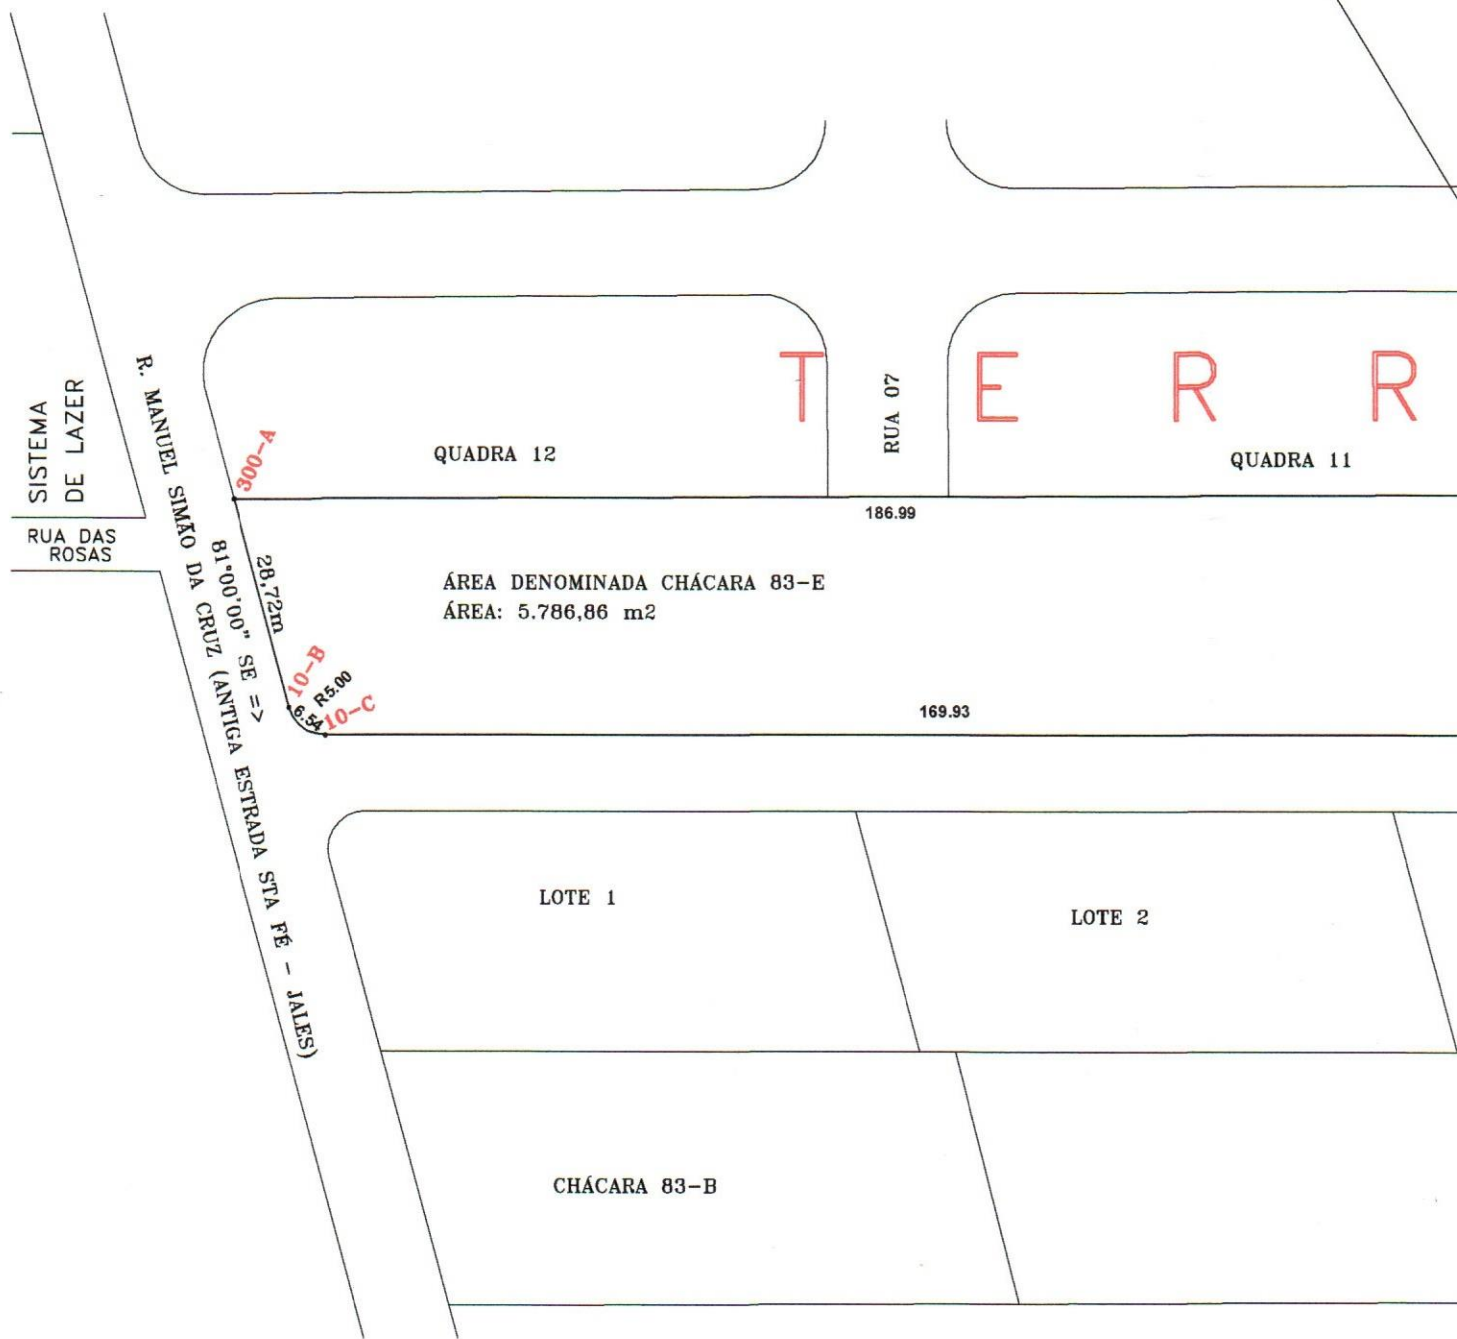 T E R R
SISTEMA
DE LAZER
RUA DAS
ROSAS
R. MANUEL SIMÃO DA CRUZ (ANTIGA ESTRADA STA FÉ - JALES)
81°00'00" SE =>
300-A
28,72m
10-B
R5.00
6.54
10-C
QUADRA 12
RUA 07
QUADRA 11
186.99
ÁREA DENOMINADA CHÁCARA 83-E
ÁREA: 5.786,86 m2
169.93
LOTE 1
LOTE 2
CHÁCARA 83-B